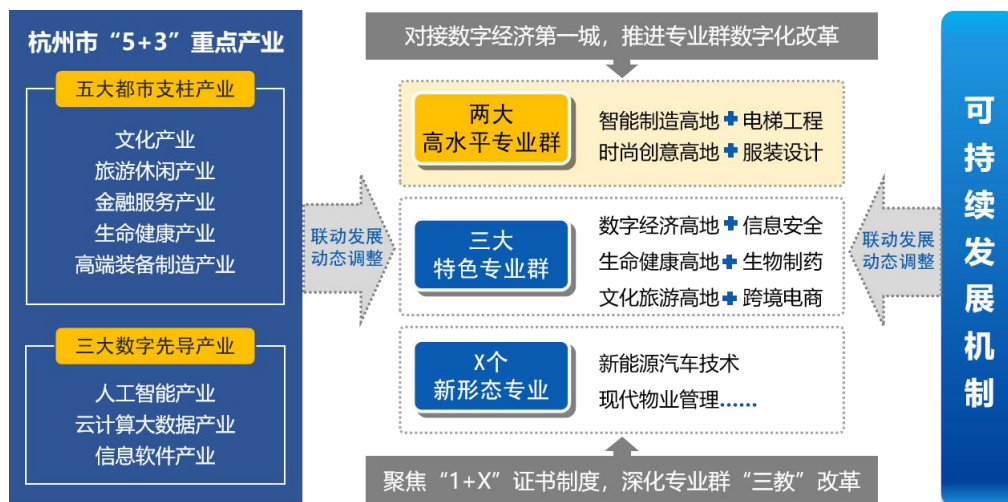 杭州市“5+3”重点产业
五大都市支柱产业
文化产业
旅游休闲产业
金融服务产业
生命健康产业
高端装备制造产业
三大数字先导产业
人工智能产业
云计算大数据产业
信息软件产业
联动发展
动态调整
对接数字经济第一城，推进专业群数字化改革
两大
高水平专业群
智能制造高地+电梯工程
时尚创意高地+服装设计
三大
特色专业群
数字经济高地+信息安全
生命健康高地+生物制药
文化旅游高地+跨境电商
X个
新形态专业
新能源汽车技术
现代物业管理……
聚焦“1+X”证书制度，深化专业群“三教”改革
联动发展
动态调整
可持续发展机制